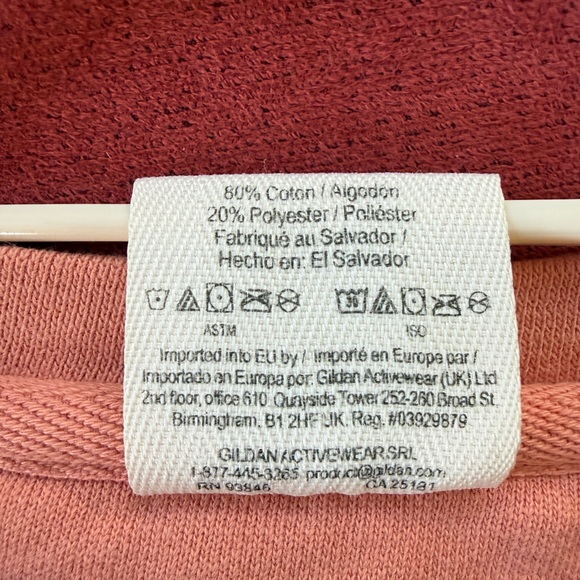 80% Coton / Algodon
20% Polyester / Poliéster
Fabriqué au Salvador /
Hecho en: El Salvador
ASTM ISO
Imported into EU by / Importé en Europe par /
Importado en Europa por: Gildan Activewear (UK) Ltd
2nd floor, office 610 Quayside Tower 252-260 Broad St
Birmingham, B1 2HF UK, Reg. #03929879
GILDAN ACTIVEWEAR SRL
1-877-445-3265 product@gildan.com
RN 93846 CA 25181